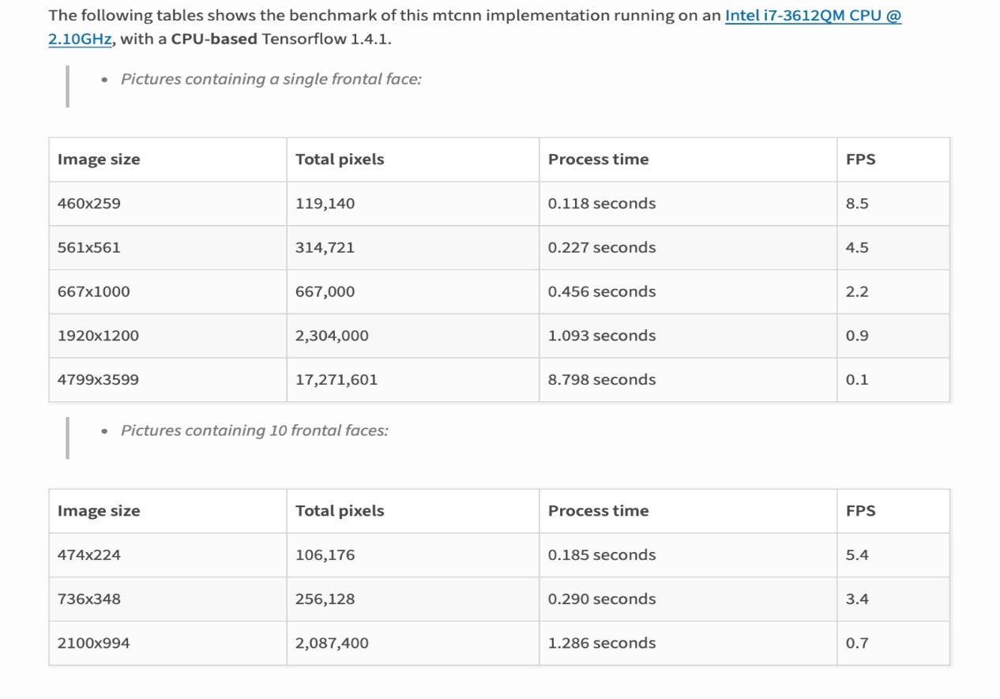 The following tables shows the benchmark of this mtcnn implementation running on an Intel i7-3612QM CPU @
2.10GHz, with a CPU-based Tensorflow 1.4.1.
• Pictures containing a single frontal face:
Image size Total pixels Process time FPS
460x259 119,140 0.118 seconds 8.5
561x561 314,721 0.227 seconds 4.5
667x1000 667,000 0.456 seconds 2.2
1920x1200 2,304,000 1.093 seconds 0.9
4799x3599 17,271,601 8.798 seconds 0.1
• Pictures containing 10 frontal faces:
Image size Total pixels Process time FPS
474x224 106,176 0.185 seconds 5.4
736x348 256,128 0.290 seconds 3.4
2100x994 2,087,400 1.286 seconds 0.7